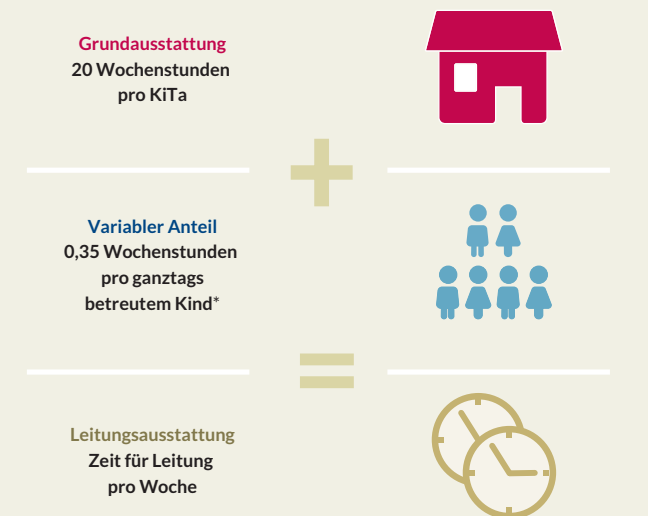 Grundausstattung
20 Wochenstunden
pro KiTa
Variabler Anteil
0,35 Wochenstunden
pro ganztags
betreutem Kind*
Leitungsausstattung
Zeit für Leitung
pro Woche